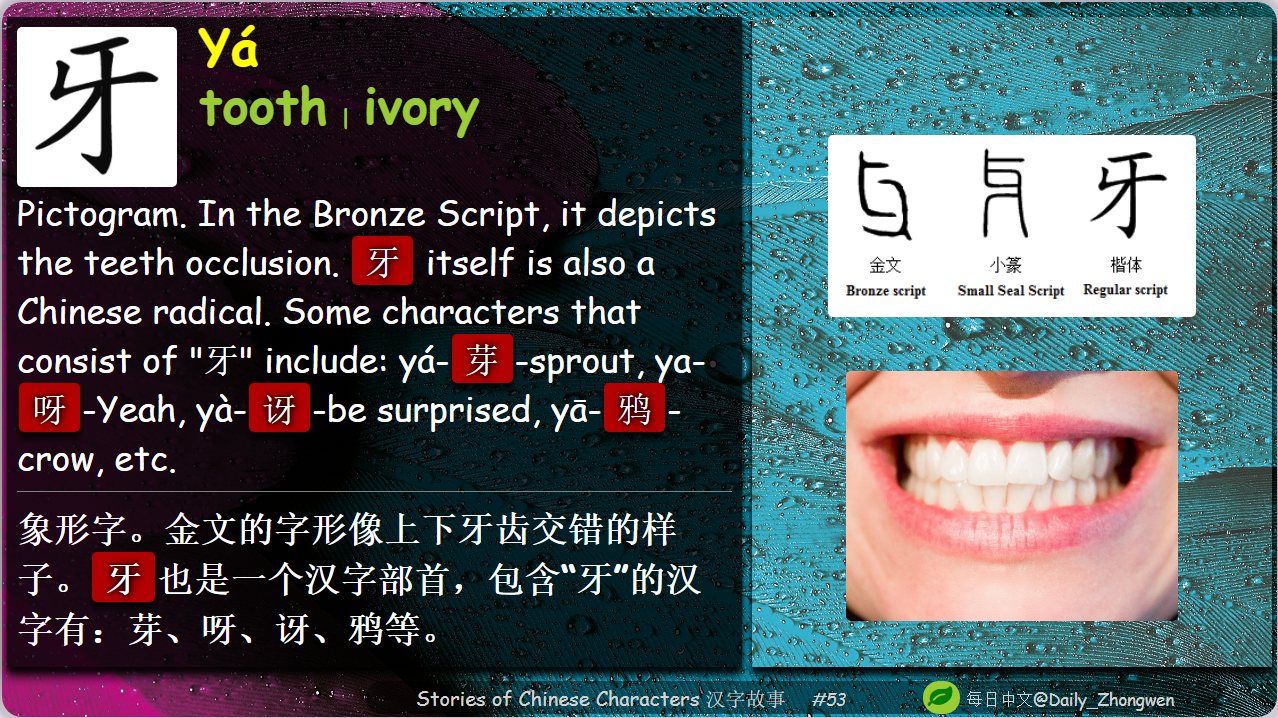 牙
Yá
tooth | ivory
Pictogram. In the Bronze Script, it depicts
the teeth occlusion. 牙 itself is also a
Chinese radical. Some characters that
consist of "牙" include: yá-芽-sprout, ya-
呀-Yeah, yà-讶-be surprised, yā-鸦-
crow, etc.
象形字。金文的字形像上下牙齿交错的样
子。牙也是一个汉字部首，包含“牙”的汉
字有：芽、呀、讶、鸦等。
牙
金文 小篆 楷体
Bronze script Small Seal Script Regular script
Stories of Chinese Characters 汉字故事 #53 每日中文@Daily_Zhongwen